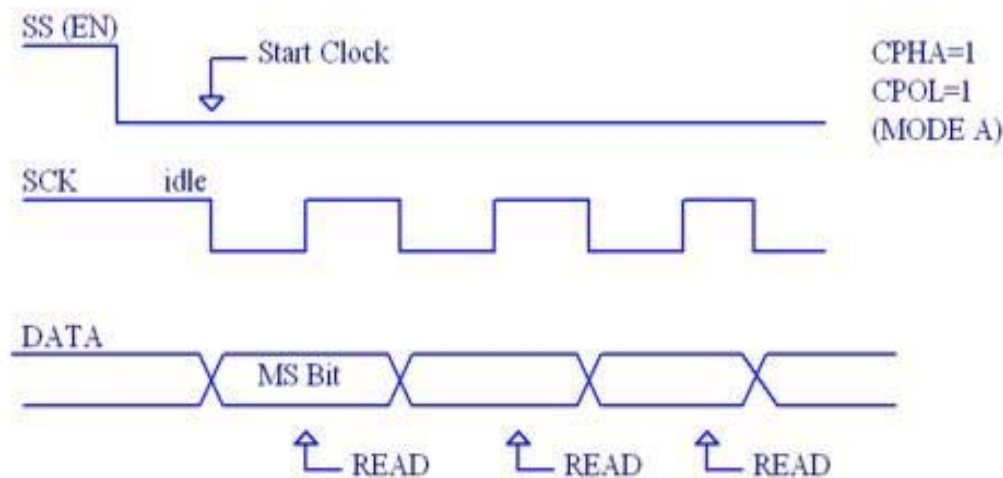 SS (EN)
Start Clock
CPHA=1
CPOL=1
(MODE A)
SCK
idle
DATA
MS Bit
READ
READ
READ